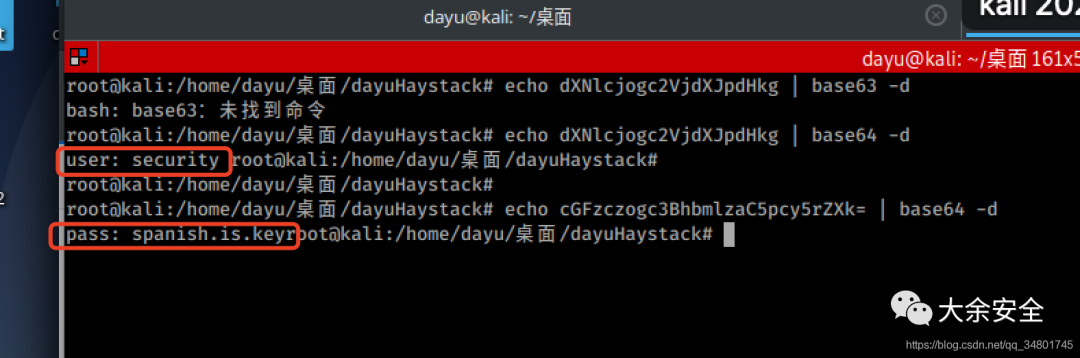 dayu@kali: ~/桌面
kali 202
dayu@kali: ~/桌面 161x5
root@kali:/home/dayu/桌面/dayuHaystack# echo dXNlcjogc2VjdXJpdHkg | base63 -d
bash: base63：未找到命令
root@kali:/home/dayu/桌面/dayuHaystack# echo dXNlcjogc2VjdXJpdHkg | base64 -d
user: security root@kali:/home/dayu/桌面/dayuHaystack#
root@kali:/home/dayu/桌面/dayuHaystack#
root@kali:/home/dayu/桌面/dayuHaystack# echo cGFzczogc3BhbmlzaC5pcy5rZXk= | base64 -d
pass: spanish.is.keyroot@kali:/home/dayu/桌面/dayuHaystack#
大余安全
https://blog.csdn.net/qq_34801745